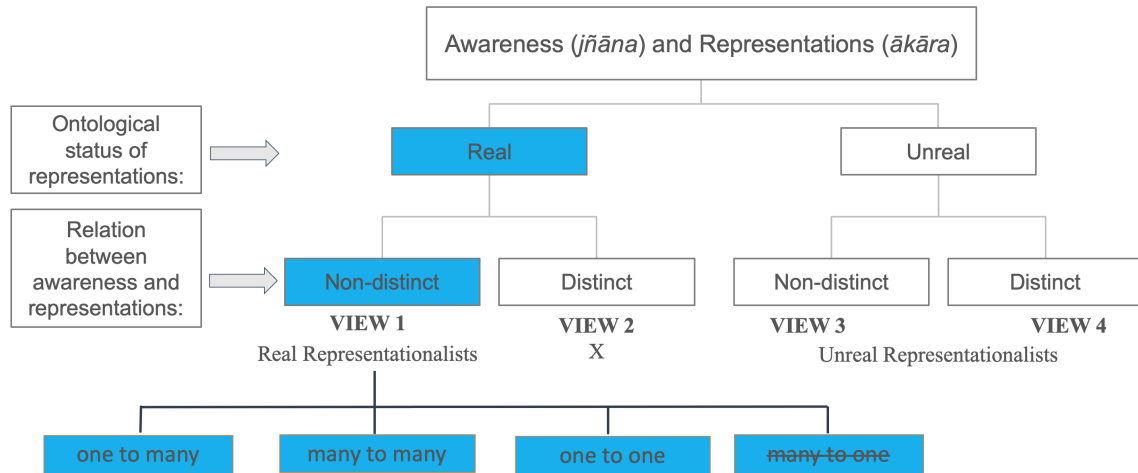 Awareness (jñāna) and Representations (ākāra)
Ontological
status of
representations:
Real
Unreal
Relation
between
awareness and
representations:
Non-distinct
Distinct
Non-distinct
Distinct
VIEW 1
VIEW 2
VIEW 3
VIEW 4
Real Representationalists
X
Unreal Representationalists
one to many
many to many
one to one
many to one